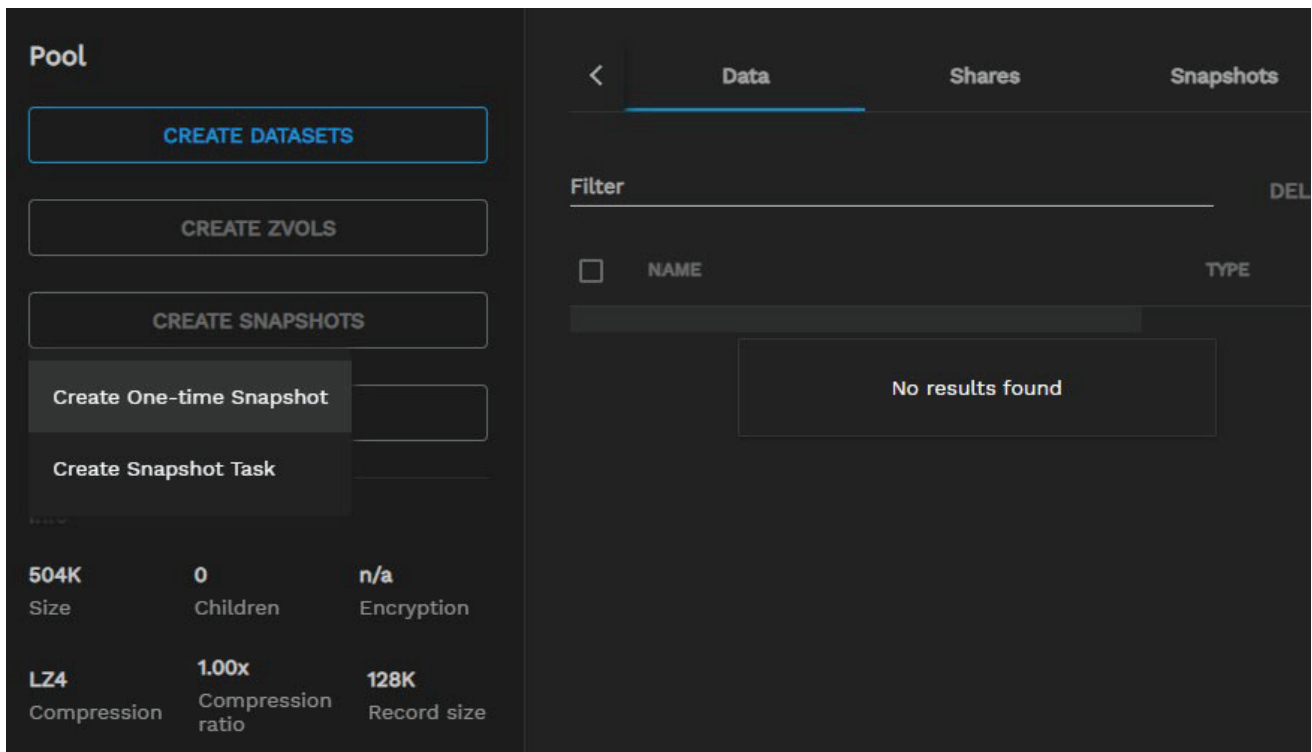 Pool
CREATE DATASETS
CREATE ZVOLS
CREATE SNAPSHOTS
Create One-time Snapshot
Create Snapshot Task
504K
Size
0
Children
n/a
Encryption
LZ4
Compression
1.00x
Compression
ratio
128K
Record size
Data
Shares
Snapshots
Filter
DEL
NAME
TYPE
No results found